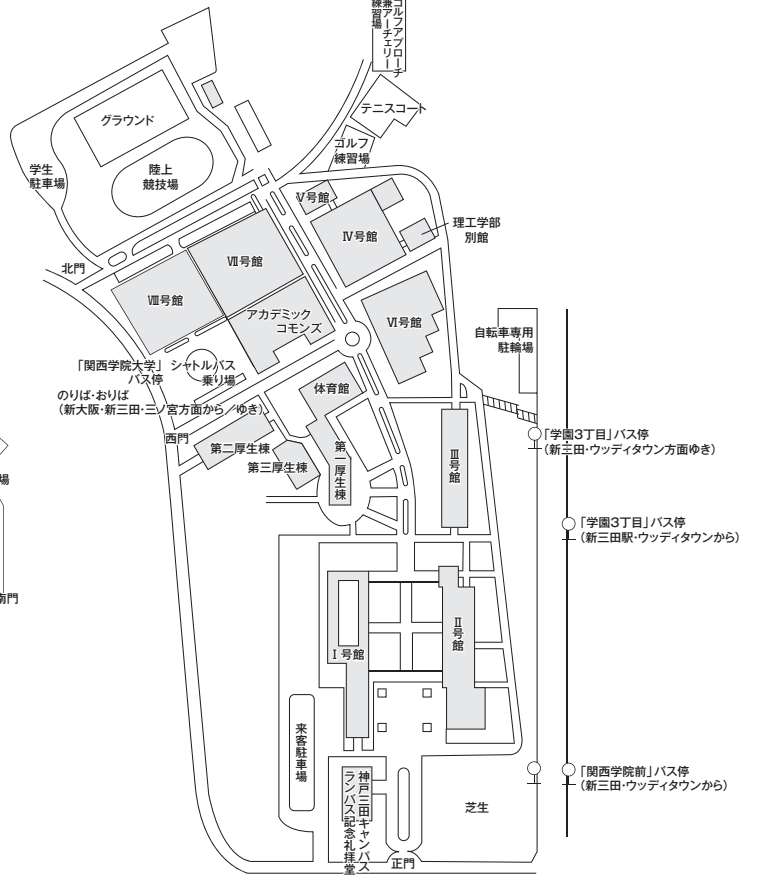 ゴルフアプローチ
兼アーチェリー
練習場
テニスコート
グラウンド
ゴルフ
練習場
学生
駐車場
陸上
競技場
Ⅴ号館
Ⅳ号館
理工学部
別館
北門
Ⅶ号館
Ⅷ号館
アカデミック
コモンズ
Ⅵ号館
自転車専用
駐輪場
「関西学院大学」
バス停
シャトルバス
乗り場
のりば・おりば
(新大阪・新三田・三ノ宮方面から/ゆき)
体育館
西門
第二厚生棟
第三厚生棟
第一厚生棟
Ⅲ号館
「学園3丁目」バス停
(新三田・ウッディタウン方面ゆき)
場
「学園3丁目」バス停
(新三田駅・ウッディタウンから)
南門
Ⅱ号館
Ⅰ号館
来客駐車場
「関西学院前」バス停
(新三田・ウッディタウンから)
神戸三田キャンパス
ランバス記念礼拝堂
芝生
正門